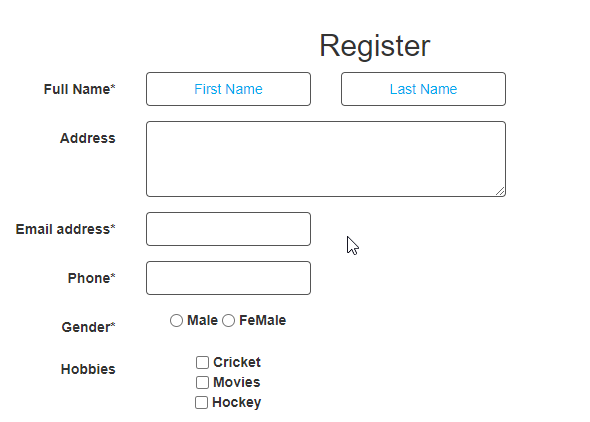 Register
Full Name* First Name Last Name
Address
Email address*
Phone*
Gender* Male FeMale
Hobbies Cricket
Movies
Hockey